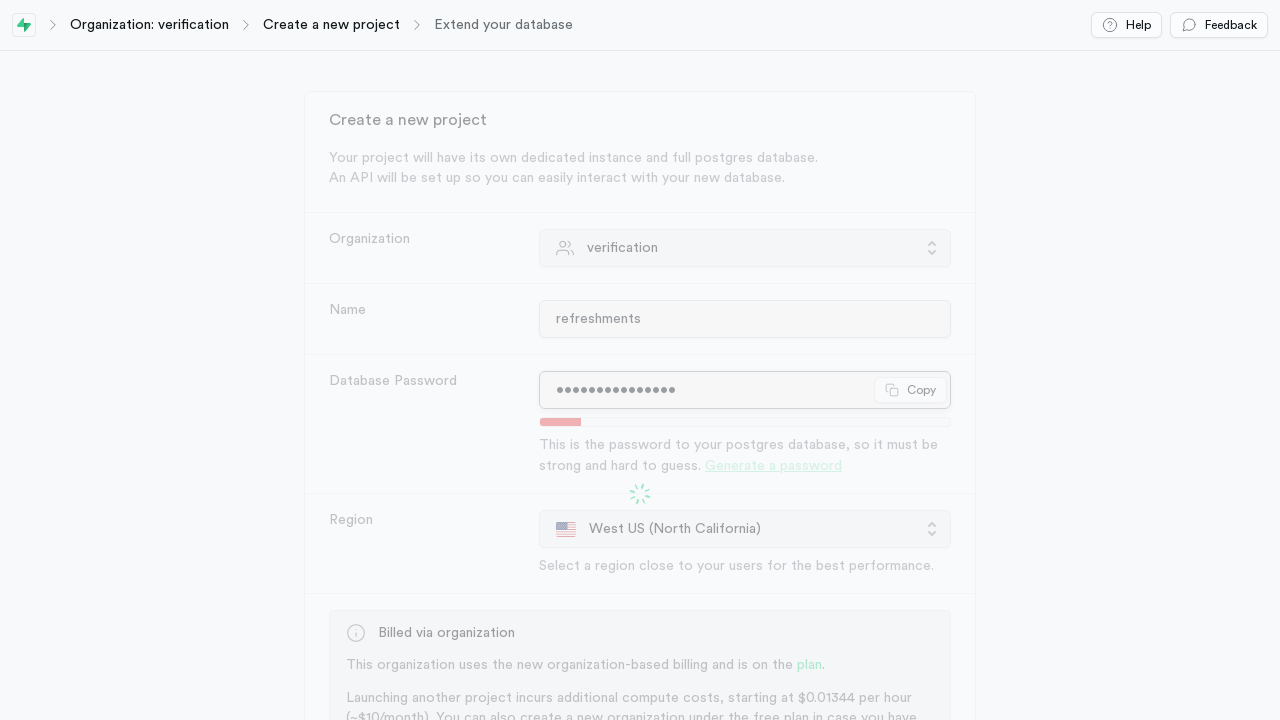 Organization: verification
Create a new project
Extend your database
Help
Feedback
Create a new project
Your project will have its own dedicated instance and full postgres database.
An API will be set up so you can easily interact with your new database.
Organization
verification
Name
refreshments
Database Password
•••••••••••••••
Copy
This is the password to your postgres database, so it must be
strong and hard to guess. Generate a password
Region
West US (North California)
Select a region close to your users for the best performance.
Billed via organization
This organization uses the new organization-based billing and is on the plan.
Launching another project incurs additional compute costs, starting at $0.01344 per hour
(~$10/month). You can also create a new organization under the free plan in case you have